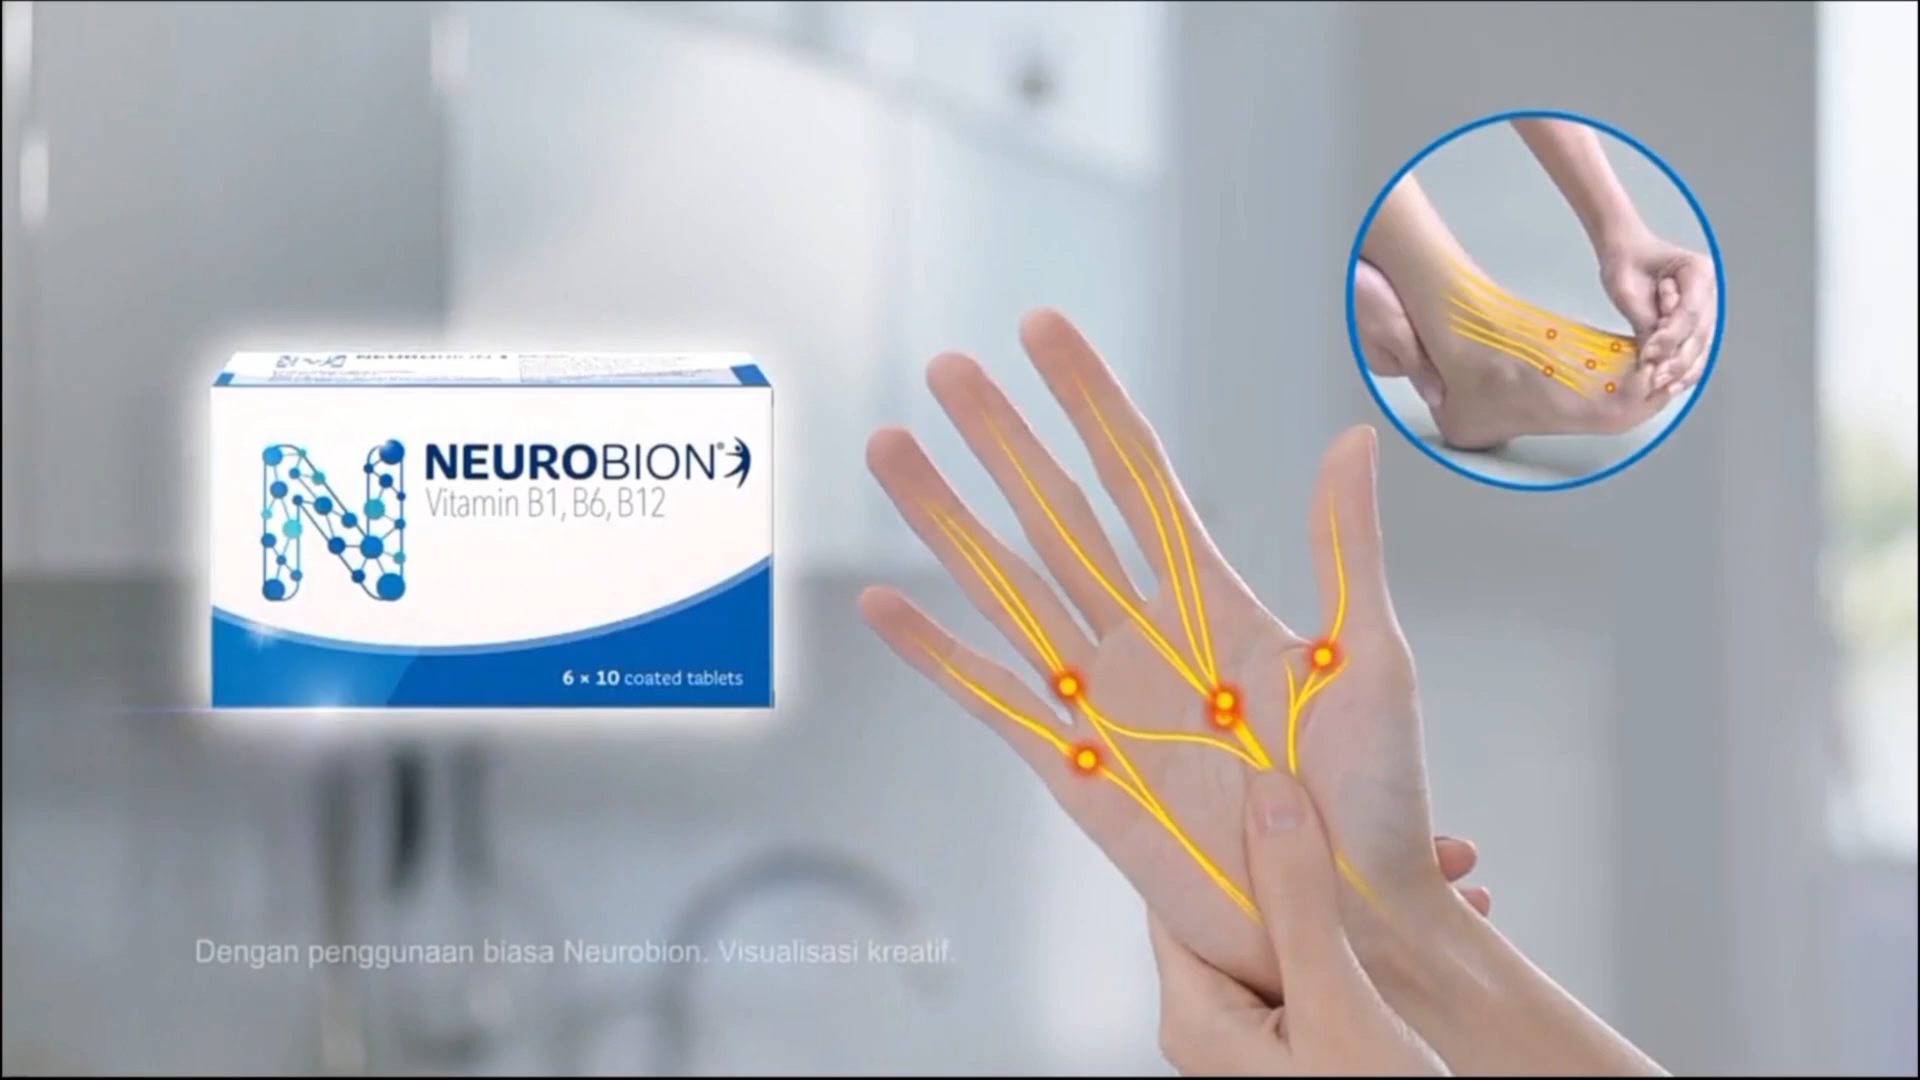 NEUROBION®
Vitamin B1, B6, B12
6 × 10 coated tablets
Dengan penggunaan biasa Neurobion. Visualisasi kreatif.